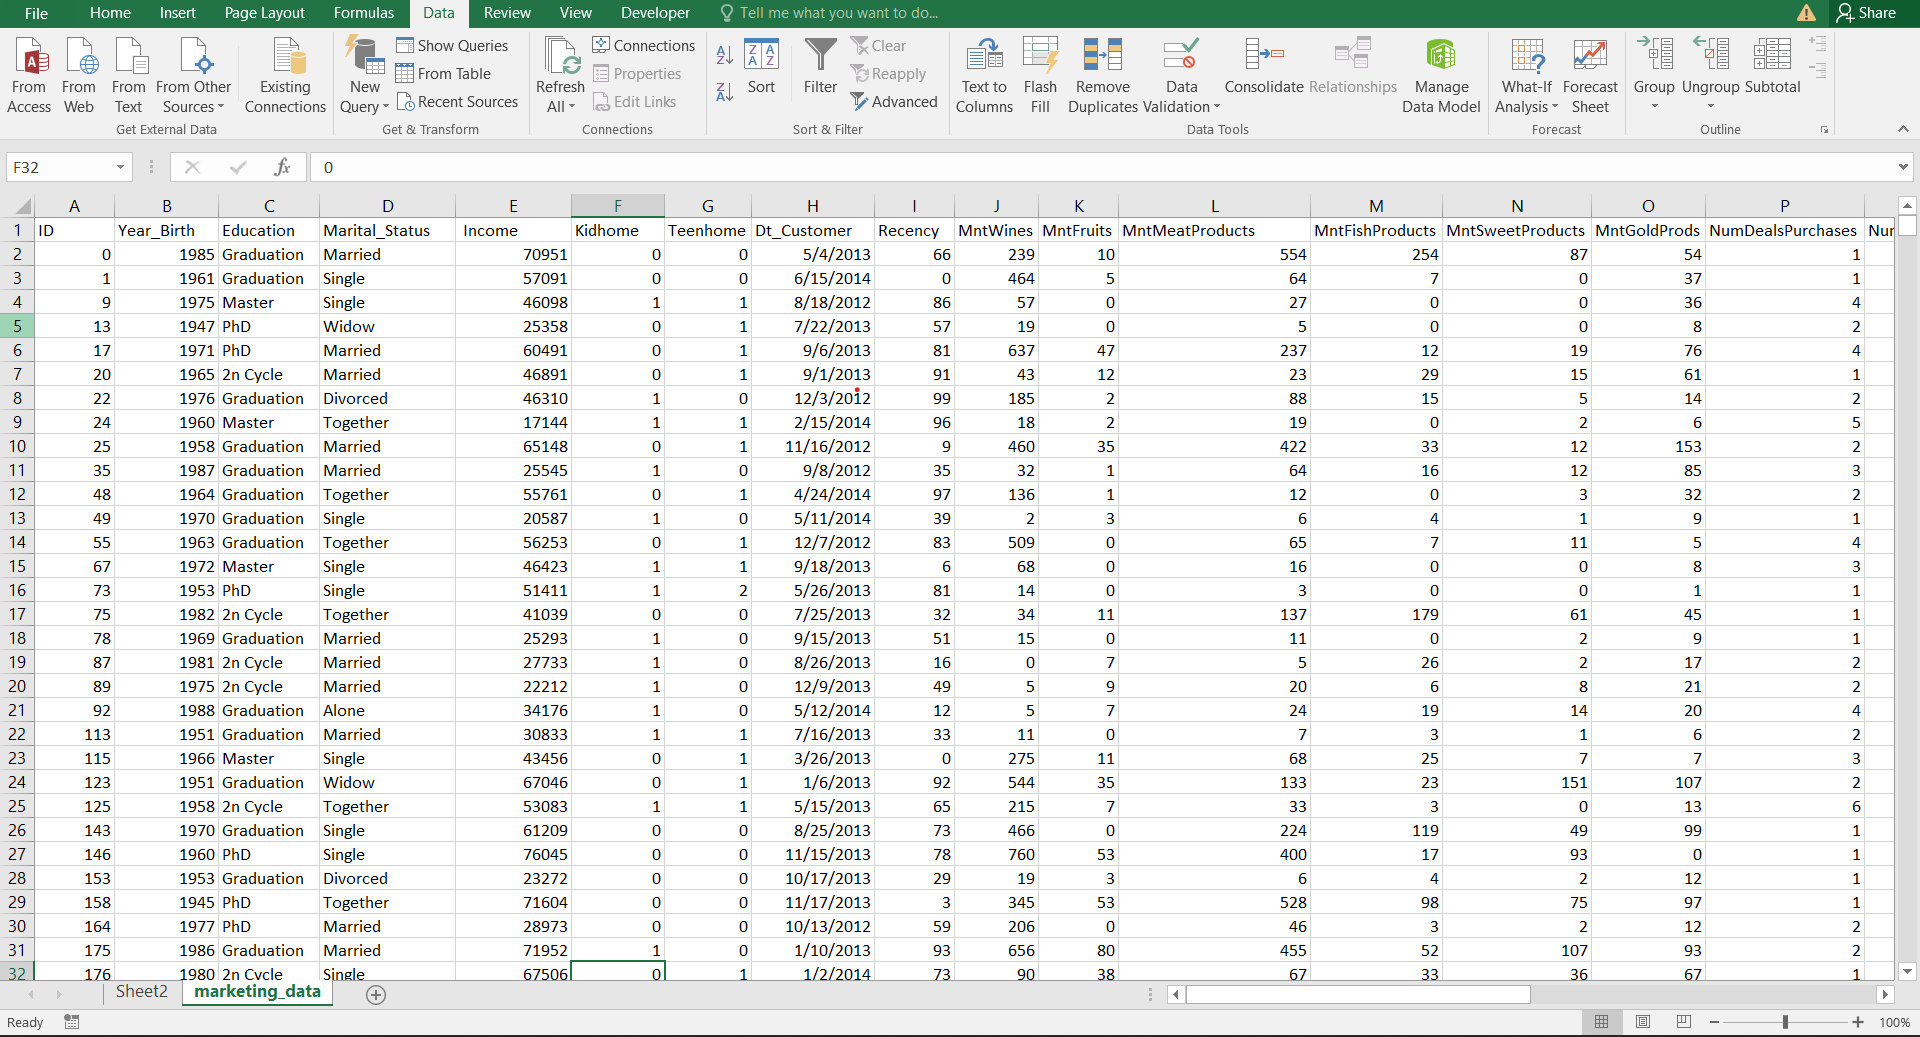 File Home Insert Page Layout Formulas Data Review View Developer Tell me what you want to do... Share
From Access From Web From Text From Other Sources Existing Connections New Query Show Queries From Table Recent Sources Refresh All Connections Properties Edit Links Sort Filter Clear Reapply Advanced Text to Columns Flash Fill Remove Duplicates Data Validation Consolidate Relationships Manage Data Model What-If Analysis Forecast Sheet Group Ungroup Subtotal
Get External Data Get & Transform Connections Sort & Filter Data Tools Forecast Outline
F32 fx 0
A B C D E F G H I J K L M N O P
1 ID Year_Birth Education Marital_Status Income Kidhome Teenhome Dt_Customer Recency MntWines MntFruits MntMeatProducts MntFishProducts MntSweetProducts MntGoldProds NumDealsPurchases Nur
2 0 1985 Graduation Married 70951 0 0 5/4/2013 66 239 10 554 254 87 54 1
3 1 1961 Graduation Single 57091 0 0 6/15/2014 0 464 5 64 7 0 37 1
4 9 1975 Master Single 46098 1 1 8/18/2012 86 57 0 27 0 0 36 4
5 13 1947 PhD Widow 25358 0 1 7/22/2013 57 19 0 5 0 0 8 2
6 17 1971 PhD Married 60491 0 1 9/6/2013 81 637 47 237 12 19 76 4
7 20 1965 2n Cycle Married 46891 0 1 9/1/2013 91 43 12 23 29 15 61 1
8 22 1976 Graduation Divorced 46310 1 0 12/3/2012 99 185 2 88 15 5 14 2
9 24 1960 Master Together 17144 1 1 2/15/2014 96 18 2 19 0 2 6 5
10 25 1958 Graduation Married 65148 0 1 11/16/2012 9 460 35 422 33 12 153 2
11 35 1987 Graduation Married 25545 1 0 9/8/2012 35 32 1 64 16 12 85 3
12 48 1964 Graduation Together 55761 0 1 4/24/2014 97 136 1 12 0 3 32 2
13 49 1970 Graduation Single 20587 1 0 5/11/2014 39 2 3 6 4 1 9 1
14 55 1963 Graduation Together 56253 0 1 12/7/2012 83 509 0 65 7 11 5 4
15 67 1972 Master Single 46423 1 1 9/18/2013 6 68 0 16 0 0 8 3
16 73 1953 PhD Single 51411 1 2 5/26/2013 81 14 0 3 0 0 1 1
17 75 1982 2n Cycle Together 41039 0 0 7/25/2013 32 34 11 137 179 61 45 1
18 78 1969 Graduation Married 25293 1 0 9/15/2013 51 15 0 11 0 2 9 1
19 87 1981 2n Cycle Married 27733 1 0 8/26/2013 16 0 7 5 26 2 17 2
20 89 1975 2n Cycle Married 22212 1 0 12/9/2013 49 5 9 20 6 8 21 2
21 92 1988 Graduation Alone 34176 1 0 5/12/2014 12 5 7 24 19 14 20 4
22 113 1951 Graduation Married 30833 1 1 7/16/2013 33 11 0 7 3 1 6 2
23 115 1966 Master Single 43456 0 1 3/26/2013 0 275 11 68 25 7 7 3
24 123 1951 Graduation Widow 67046 0 1 1/6/2013 92 544 35 133 23 151 107 2
25 125 1958 2n Cycle Together 53083 1 1 5/15/2013 65 215 7 33 3 0 13 6
26 143 1970 Graduation Single 61209 0 0 8/25/2013 73 466 0 224 119 49 99 1
27 146 1960 PhD Single 76045 0 0 11/15/2013 78 760 53 400 17 93 0 1
28 153 1953 Graduation Divorced 23272 0 0 10/17/2013 29 19 3 6 4 2 12 1
29 158 1945 PhD Together 71604 0 0 11/17/2013 3 345 53 528 98 75 97 1
30 164 1977 PhD Married 28973 0 0 10/13/2012 59 206 0 46 3 2 12 2
31 175 1986 Graduation Married 71952 1 0 1/10/2013 93 656 80 455 52 107 93 2
32 176 1980 2n Cycle Single 67506 0 1 1/2/2014 73 90 38 67 33 36 67 1
Sheet2 marketing_data
Ready 100%